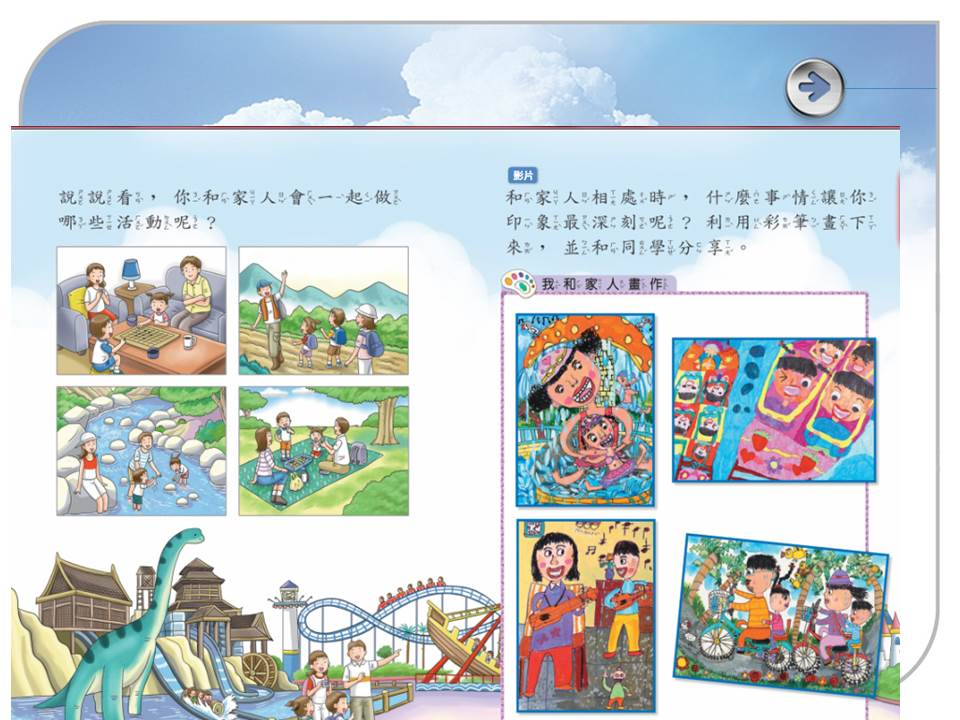 說說看，你和家人會一起做
哪些活動呢？
影片
和家人相處時，什麼事情讓你
印象最深刻呢？利用彩筆畫下
來，並和同學分享。
我和家人畫作